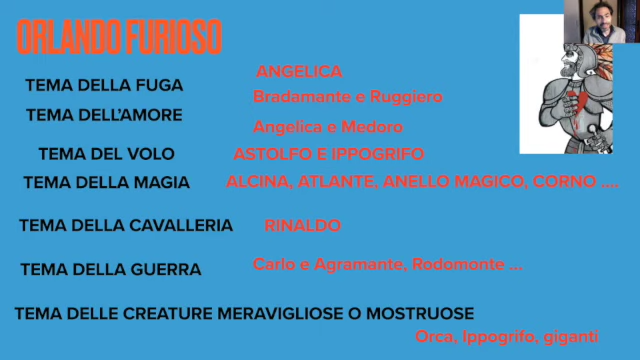 ORLANDO FURIOSO
TEMA DELLA FUGA
ANGELICA
Bradamante e Ruggiero
TEMA DELL'AMORE
Angelica e Medoro
TEMA DEL VOLO
ASTOLFO E IPPOGRIFO
TEMA DELLA MAGIA
ALCINA, ATLANTE, ANELLO MAGICO, CORNO ....
TEMA DELLA CAVALLERIA
RINALDO
TEMA DELLA GUERRA
Carlo e Agramante, Rodomonte ...
TEMA DELLE CREATURE MERAVIGLIOSE O MOSTRUOSE
Orca, Ippogrifo, giganti